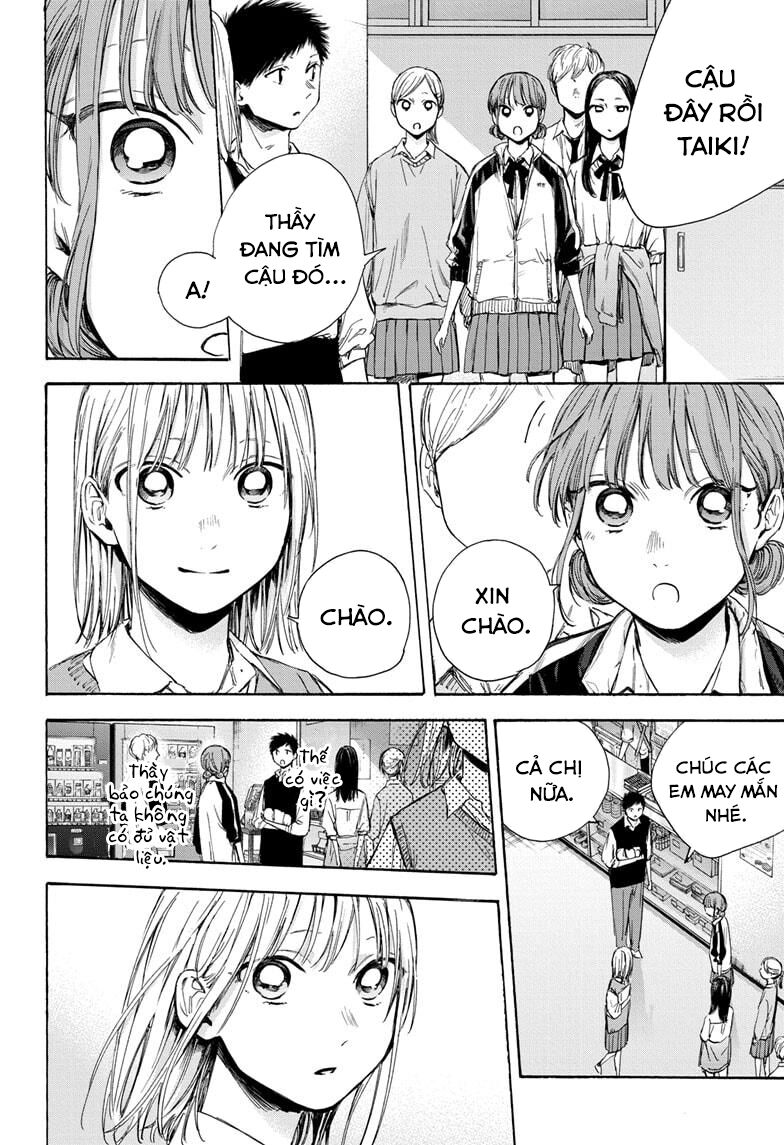 CẬU
ĐÂY RỒI
TAIKI!
THẦY
ĐANG TÌM
CẬU ĐÓ...
A!
XIN
CHÀO.
CHÀO.
CHÚC CÁC
EM MAY MẮN
NHÉ.
CẢ CHỊ
NỮA.
Thế
có việc
gì?
Thầy
bảo chúng
ta không
có đủ vật
liệu.